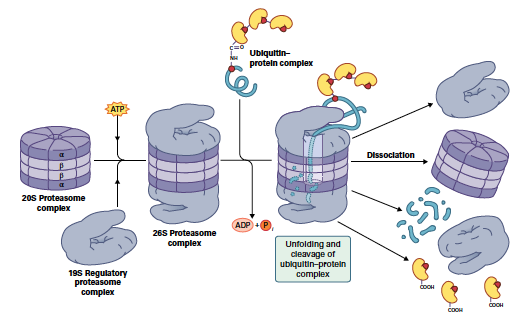 C=O
NH
Ubiquitin–
protein complex
ATP
α
β
β
α
20S Proteasome
complex
19S Regulatory
proteasome
complex
26S Proteasome
complex
ADP + P i
Unfolding and
cleavage of
ubiquitin–protein
complex
Dissociation
COOH
COOH
COOH